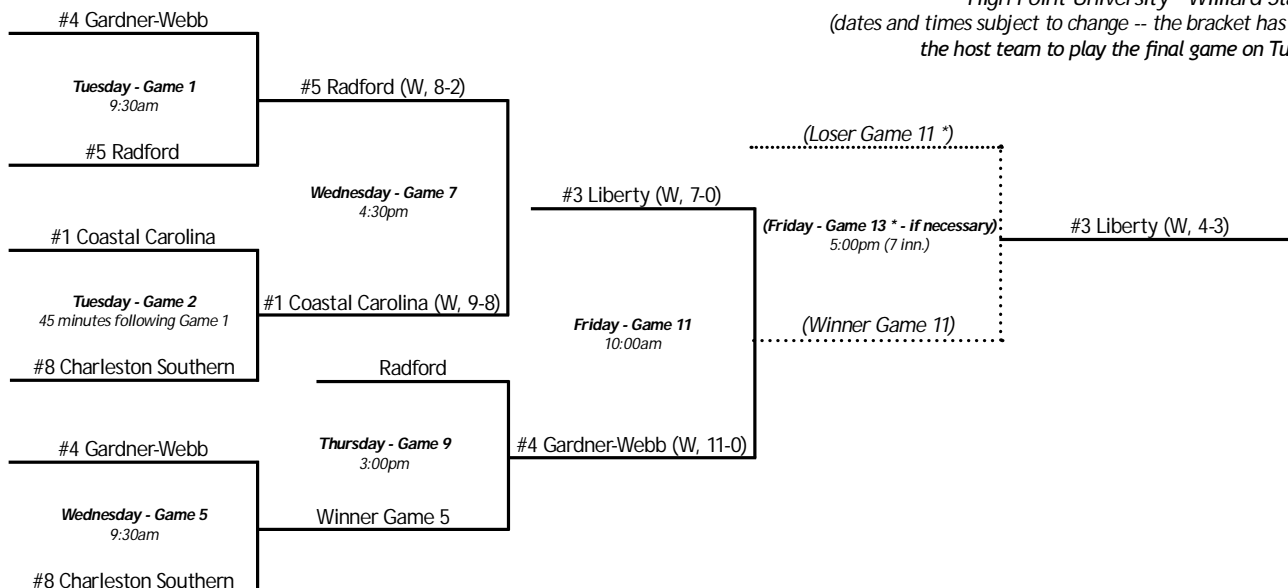 High Point University - Williard Sta
#4 Gardner-Webb
(dates and times subject to change -- the bracket has
the host team to play the final game on Tu
Tuesday - Game 1
9:30am
#5 Radford (W, 8-2)
#5 Radford
(Loser Game 11 *)
Wednesday - Game 7
4:30pm
#3 Liberty (W, 7-0)
#1 Coastal Carolina
(Friday - Game 13 * - if necessary)
5:00pm (7 inn.)
#3 Liberty (W, 4-3)
Tuesday - Game 2
45 minutes following Game 1
#1 Coastal Carolina (W, 9-8)
Friday - Game 11
10:00am
(Winner Game 11)
#8 Charleston Southern
Radford
#4 Gardner-Webb
Thursday - Game 9
3:00pm
#4 Gardner-Webb (W, 11-0)
Wednesday - Game 5
9:30am
Winner Game 5
#8 Charleston Southern